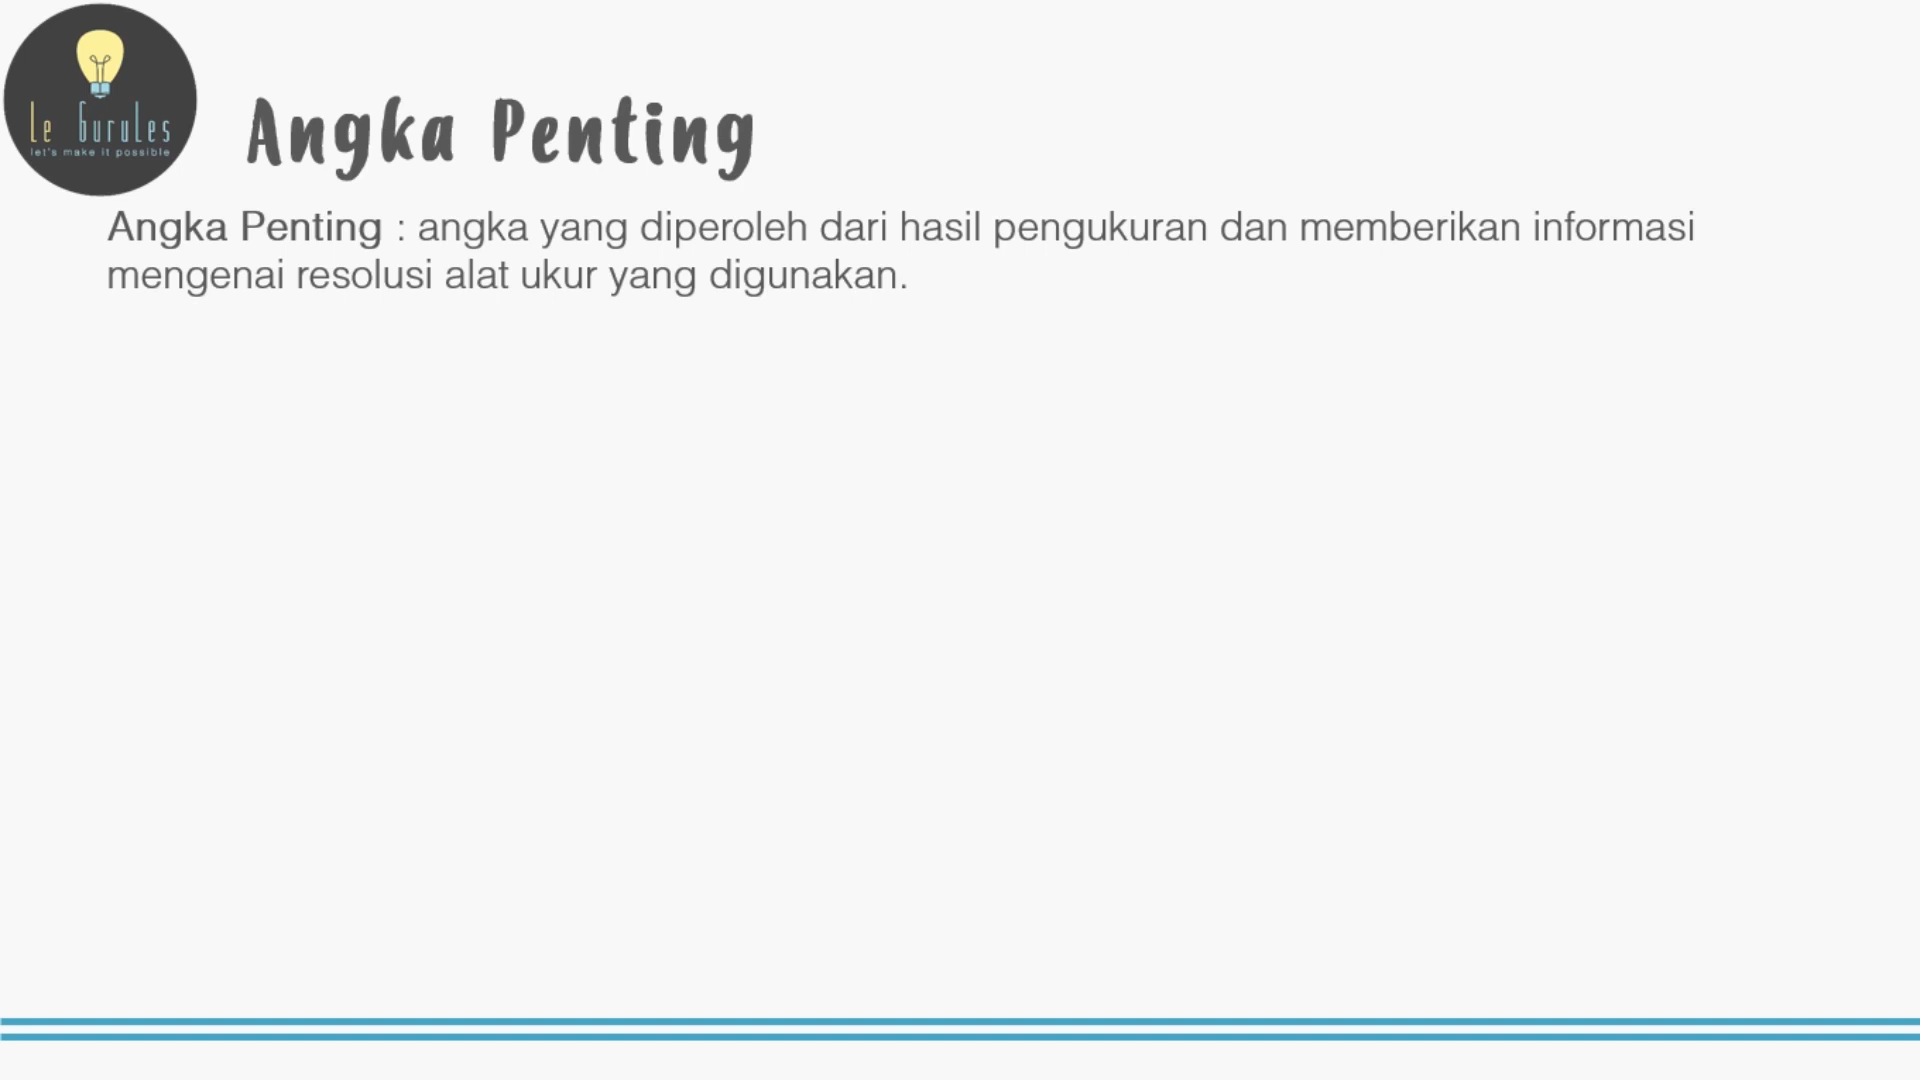 Le Gurules
let's make it possible
Angka Penting
Angka Penting : angka yang diperoleh dari hasil pengukuran dan memberikan informasi
mengenai resolusi alat ukur yang digunakan.